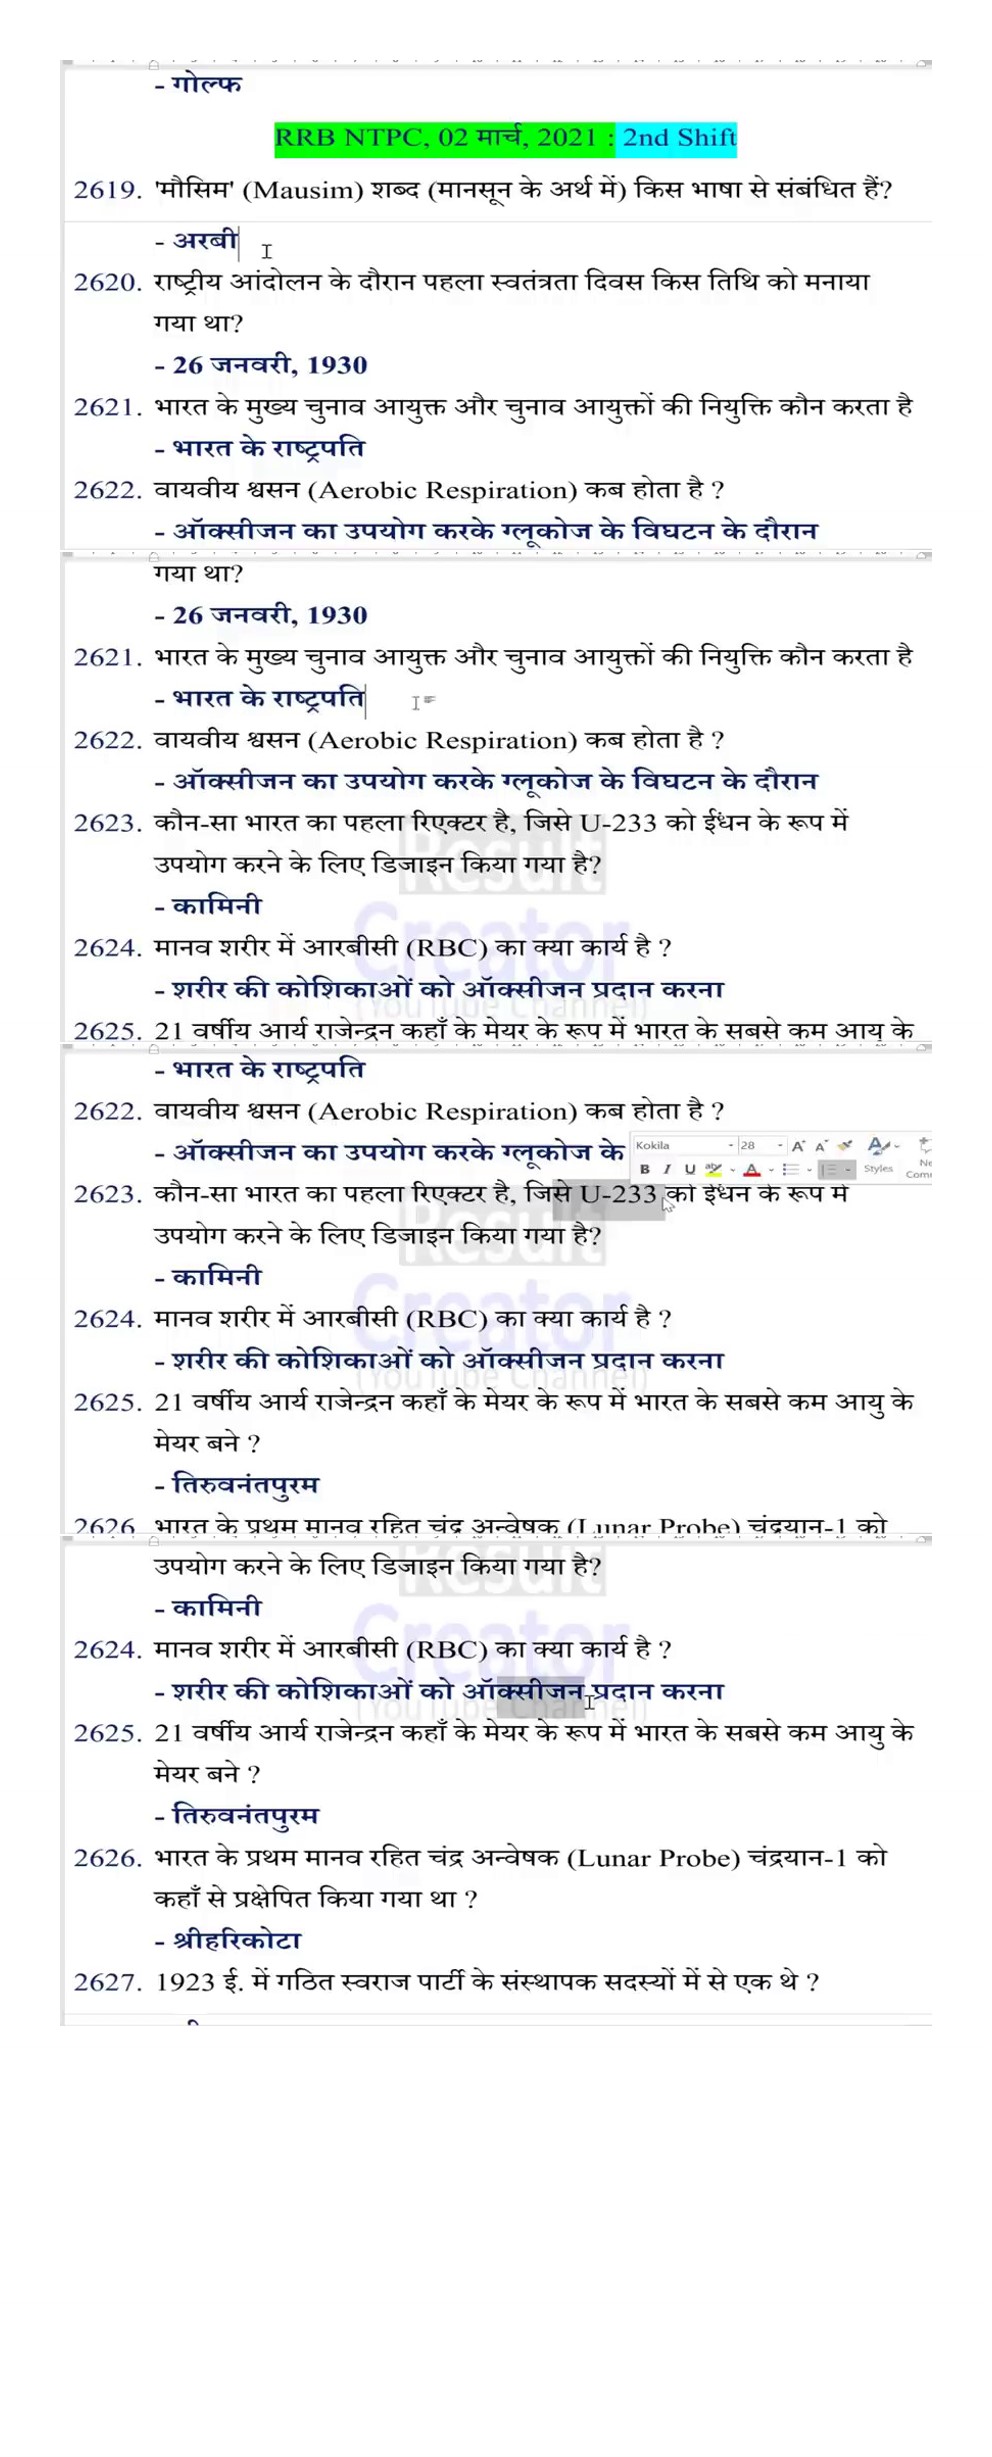 - गोल्फ
RRB NTPC, 02 मार्च, 2021 : 2nd Shift
2619. 'मौसिम' (Mausim) शब्द (मानसून के अर्थ में) किस भाषा से संबंधित हैं?
- अरबी
2620. राष्ट्रीय आंदोलन के दौरान पहला स्वतंत्रता दिवस किस तिथि को मनाया
गया था?
- 26 जनवरी, 1930
2621. भारत के मुख्य चुनाव आयुक्त और चुनाव आयुक्तों की नियुक्ति कौन करता है
- भारत के राष्ट्रपति
2622. वायवीय श्वसन (Aerobic Respiration) कब होता है ?
- ऑक्सीजन का उपयोग करके ग्लूकोज के विघटन के दौरान
गया था?
- 26 जनवरी, 1930
2621. भारत के मुख्य चुनाव आयुक्त और चुनाव आयुक्तों की नियुक्ति कौन करता है
- भारत के राष्ट्रपति
2622. वायवीय श्वसन (Aerobic Respiration) कब होता है ?
- ऑक्सीजन का उपयोग करके ग्लूकोज के विघटन के दौरान
2623. कौन-सा भारत का पहला रिएक्टर है, जिसे U-233 को ईंधन के रूप में
उपयोग करने के लिए डिजाइन किया गया है?
- कामिनी
2624. मानव शरीर में आरबीसी (RBC) का क्या कार्य है ?
- शरीर की कोशिकाओं को ऑक्सीजन प्रदान करना
Result
Creator
(YouTube Channel)
2625. 21 वर्षीय आर्य राजेन्द्रन कहाँ के मेयर के रूप में भारत के सबसे कम आयु के
- भारत के राष्ट्रपति
2622. वायवीय श्वसन (Aerobic Respiration) कब होता है ?
- ऑक्सीजन का उपयोग करके ग्लूकोज के
Kokila 28
B I U Styles
2623. कौन-सा भारत का पहला रिएक्टर है, जिसे U-233 को ईंधन के रूप में
उपयोग करने के लिए डिजाइन किया गया है?
- कामिनी
2624. मानव शरीर में आरबीसी (RBC) का क्या कार्य है ?
- शरीर की कोशिकाओं को ऑक्सीजन प्रदान करना
Result
Creator
(YouTube Channel)
2625. 21 वर्षीय आर्य राजेन्द्रन कहाँ के मेयर के रूप में भारत के सबसे कम आयु के
मेयर बने ?
- तिरुवनंतपुरम
2626. भारत के प्रथम मानव रहित चंद्र अन्वेषक (Lunar Probe) चंद्रयान-1 को
उपयोग करने के लिए डिजाइन किया गया है?
- कामिनी
2624. मानव शरीर में आरबीसी (RBC) का क्या कार्य है ?
- शरीर की कोशिकाओं को ऑक्सीजन प्रदान करना
Result
Creator
2625. 21 वर्षीय आर्य राजेन्द्रन कहाँ के मेयर के रूप में भारत के सबसे कम आयु के
मेयर बने ?
- तिरुवनंतपुरम
2626. भारत के प्रथम मानव रहित चंद्र अन्वेषक (Lunar Probe) चंद्रयान-1 को
कहाँ से प्रक्षेपित किया गया था ?
- श्रीहरिकोटा
2627. 1923 ई. में गठित स्वराज पार्टी के संस्थापक सदस्यों में से एक थे ?